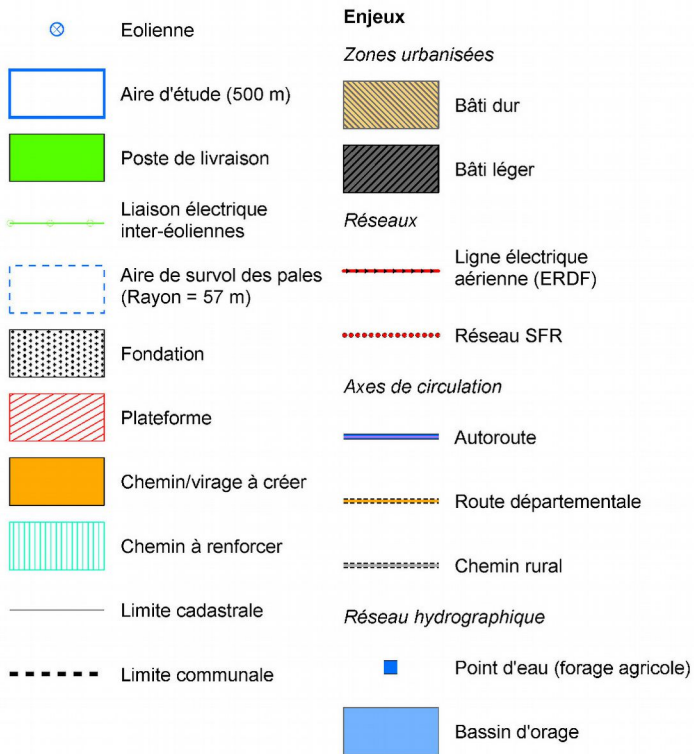 Eolienne
Aire d'étude (500 m)
Poste de livraison
Liaison électrique
inter-éoliennes
Aire de survol des pales
(Rayon = 57 m)
Fondation
Plateforme
Chemin/virage à créer
Chemin à renforcer
Limite cadastrale
Limite communale
Enjeux
Zones urbanisées
Bâti dur
Bâti léger
Réseaux
Ligne électrique
aérienne (ERDF)
Réseau SFR
Axes de circulation
Autoroute
Route départementale
Chemin rural
Réseau hydrographique
Point d'eau (forage agricole)
Bassin d'orage